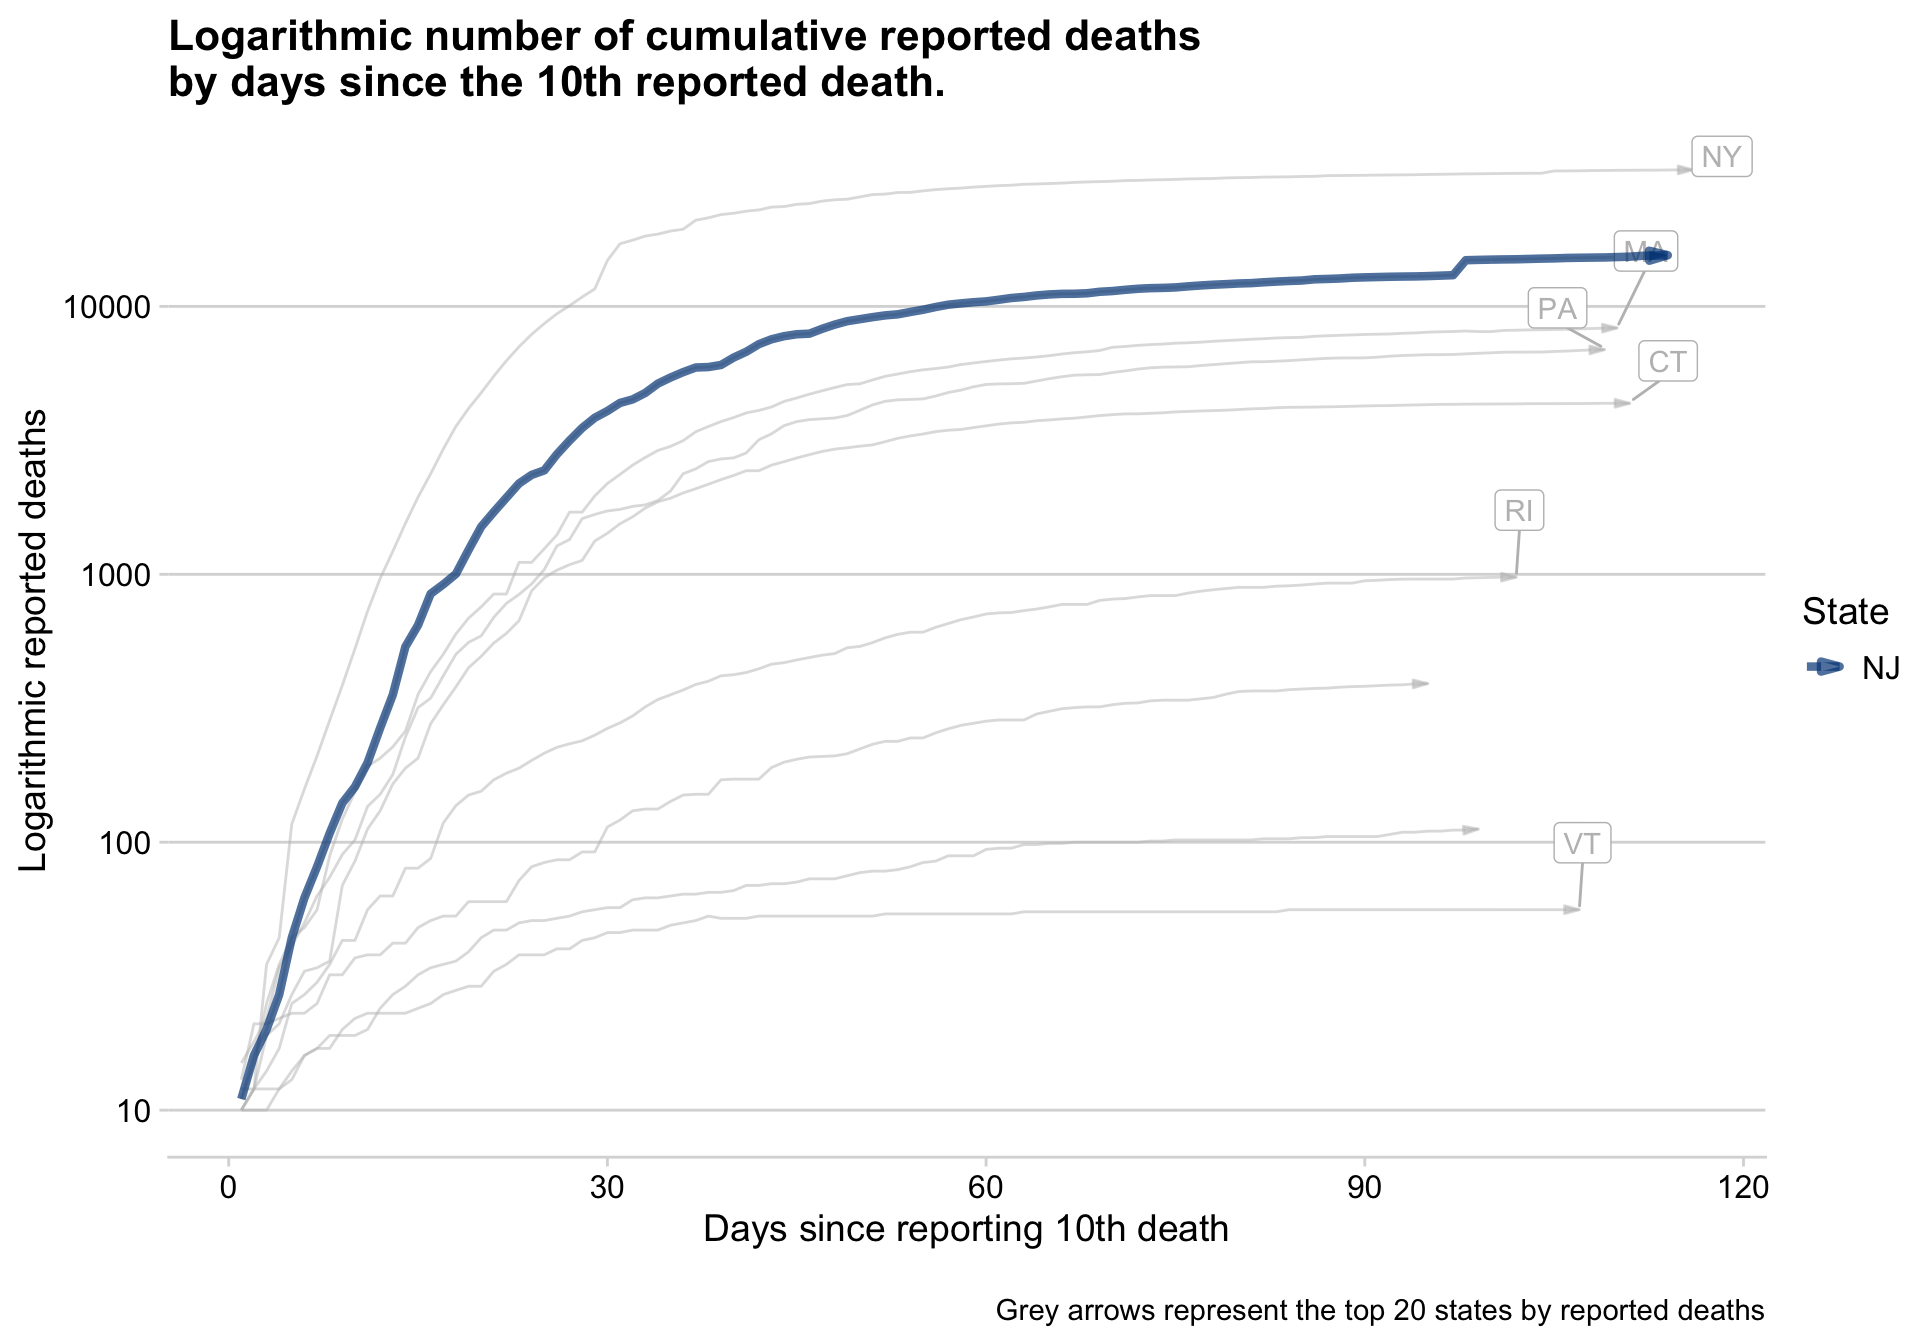 Logarithmic number of cumulative reported deaths
by days since the 10th reported death.
NY
MA
10000
PA
CT
RI
1000
Logarithmic reported deaths
State
NJ
100
VT
10
0 30 60 90 120
Days since reporting 10th death
Grey arrows represent the top 20 states by reported deaths